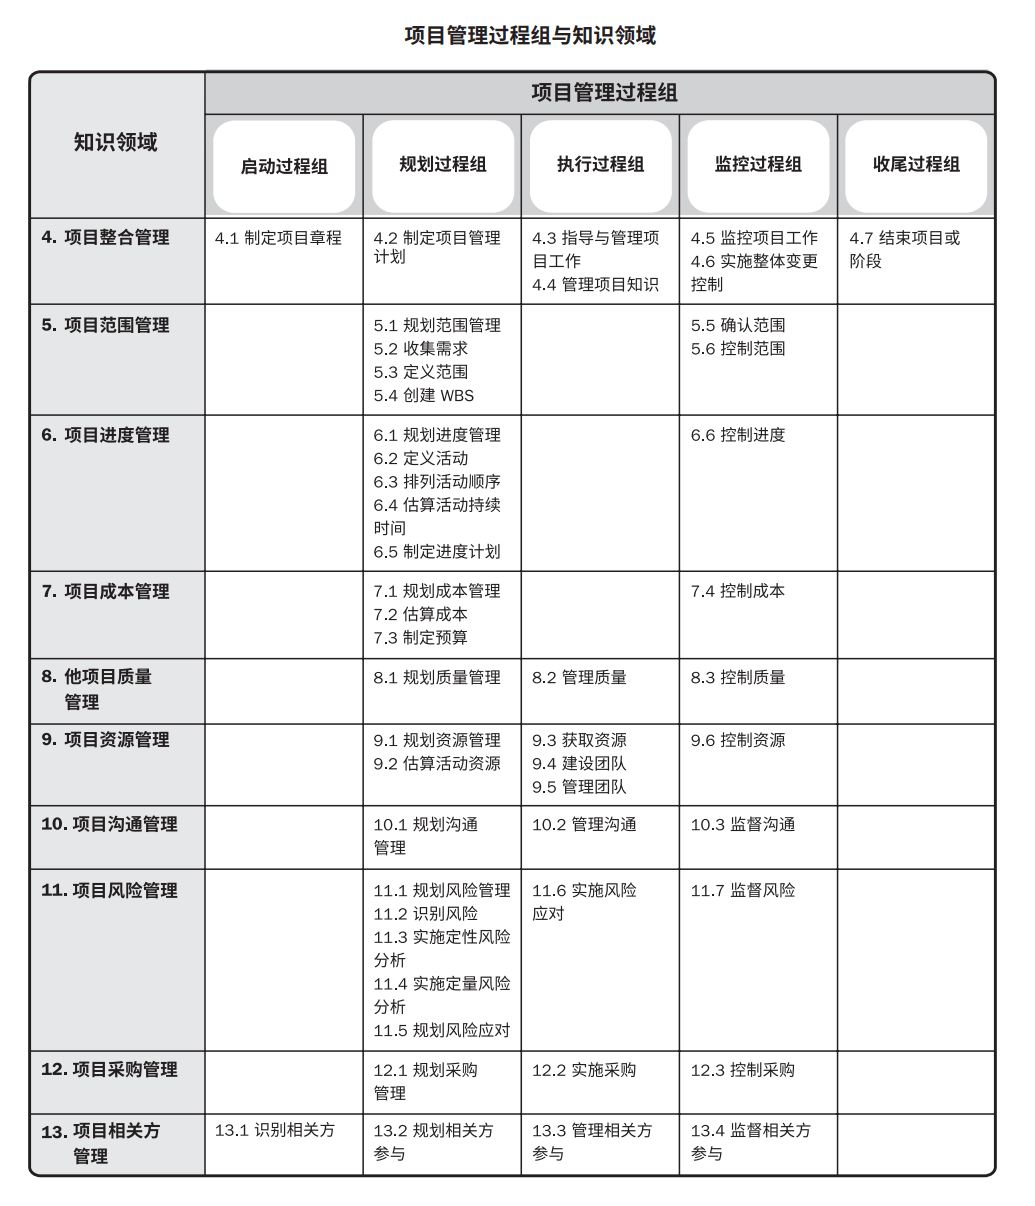 项目管理过程组与知识领域
知识领域
项目管理过程组
启动过程组
规划过程组
执行过程组
监控过程组
收尾过程组
4. 项目整合管理
4.1 制定项目章程
4.2 制定项目管理
计划
4.3 指导与管理项
目工作
4.4 管理项目知识
4.5 监控项目工作
4.6 实施整体变更
控制
4.7 结束项目或
阶段
5. 项目范围管理
5.1 规划范围管理
5.2 收集需求
5.3 定义范围
5.4 创建 WBS
5.5 确认范围
5.6 控制范围
6. 项目进度管理
6.1 规划进度管理
6.2 定义活动
6.3 排列活动顺序
6.4 估算活动持续
时间
6.5 制定进度计划
6.6 控制进度
7. 项目成本管理
7.1 规划成本管理
7.2 估算成本
7.3 制定预算
7.4 控制成本
8. 他项目质量
管理
8.1 规划质量管理
8.2 管理质量
8.3 控制质量
9. 项目资源管理
9.1 规划资源管理
9.2 估算活动资源
9.3 获取资源
9.4 建设团队
9.5 管理团队
9.6 控制资源
10. 项目沟通管理
10.1 规划沟通
管理
10.2 管理沟通
10.3 监督沟通
11. 项目风险管理
11.1 规划风险管理
11.2 识别风险
11.3 实施定性风险
分析
11.4 实施定量风险
分析
11.5 规划风险应对
11.6 实施风险
应对
11.7 监督风险
12. 项目采购管理
12.1 规划采购
管理
12.2 实施采购
12.3 控制采购
13. 项目相关方
管理
13.1 识别相关方
13.2 规划相关方
参与
13.3 管理相关方
参与
13.4 监督相关方
参与